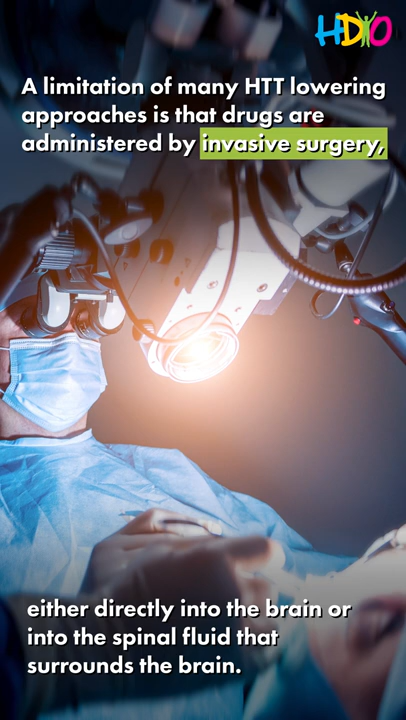 HDYO
A limitation of many HTT lowering
approaches is that drugs are
administered by invasive surgery,
either directly into the brain or
into the spinal fluid that
surrounds the brain.